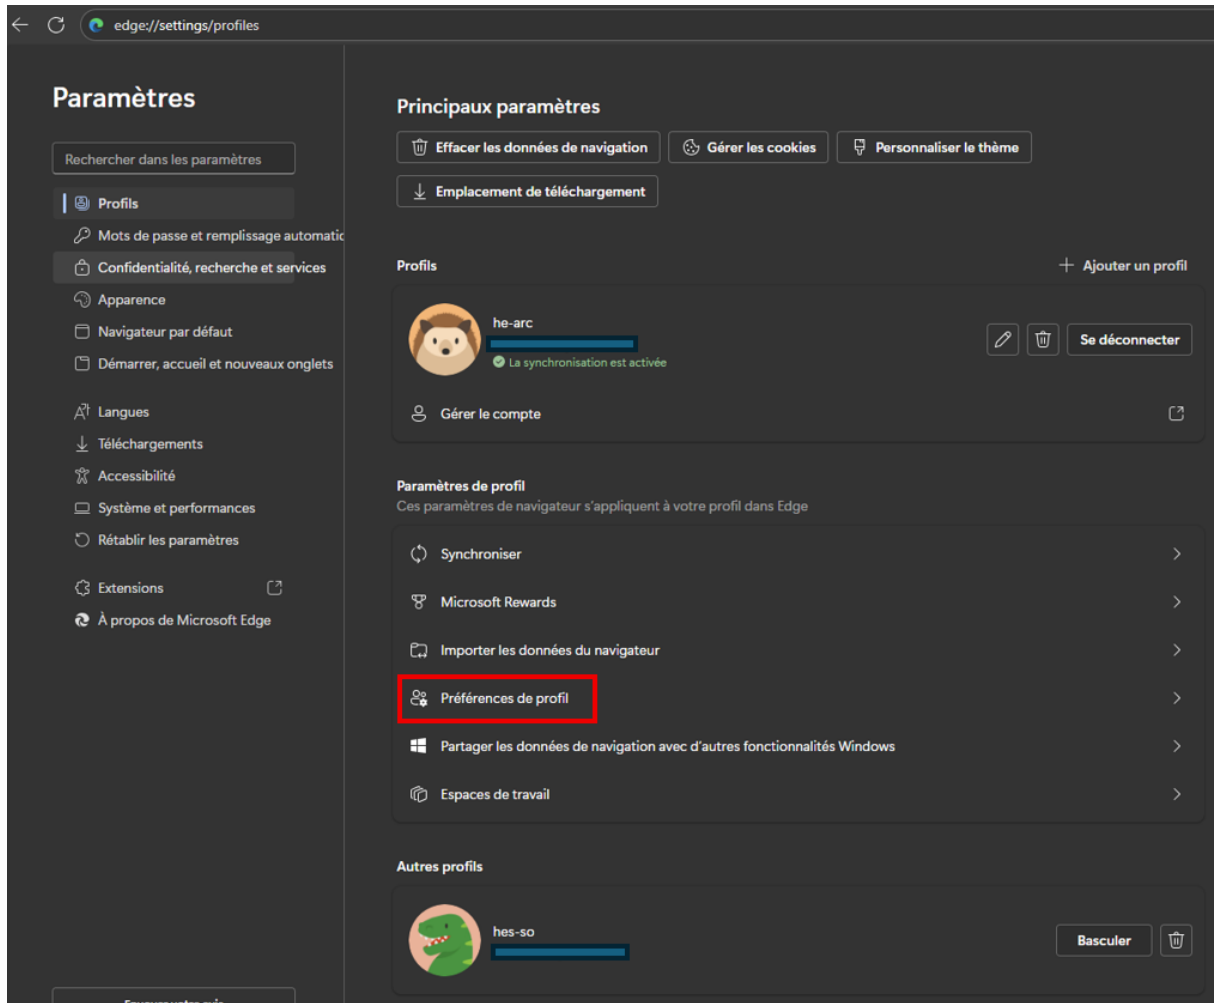 edge://settings/profiles
Paramètres
Rechercher dans les paramètres
Profils
Mots de passe et remplissage automatic
Confidentialité, recherche et services
Apparence
Navigateur par défaut
Démarrer, accueil et nouveaux onglets
Langues
Téléchargements
Accessibilité
Système et performances
Rétablir les paramètres
Extensions
À propos de Microsoft Edge
Principaux paramètres
Effacer les données de navigation
Gérer les cookies
Personnaliser le thème
Emplacement de téléchargement
Profils
Ajouter un profil
he-arc
La synchronisation est activée
Se déconnecter
Gérer le compte
Paramètres de profil
Ces paramètres de navigateur s'appliquent à votre profil dans Edge
Synchroniser
Microsoft Rewards
Importer les données du navigateur
Préférences de profil
Partager les données de navigation avec d'autres fonctionnalités Windows
Espaces de travail
Autres profils
hes-so
Basculer